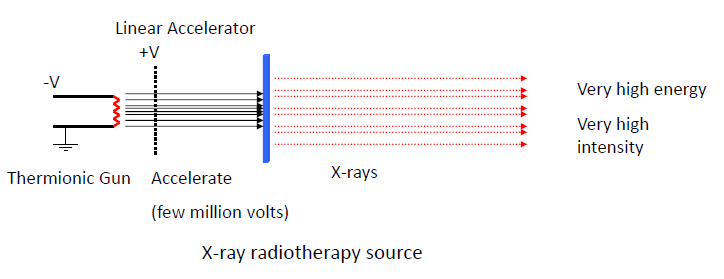 Linear Accelerator
+V
-V
Very high energy
Very high
intensity
Thermionic Gun
Accelerate
(few million volts)
X-rays
X-ray radiotherapy source